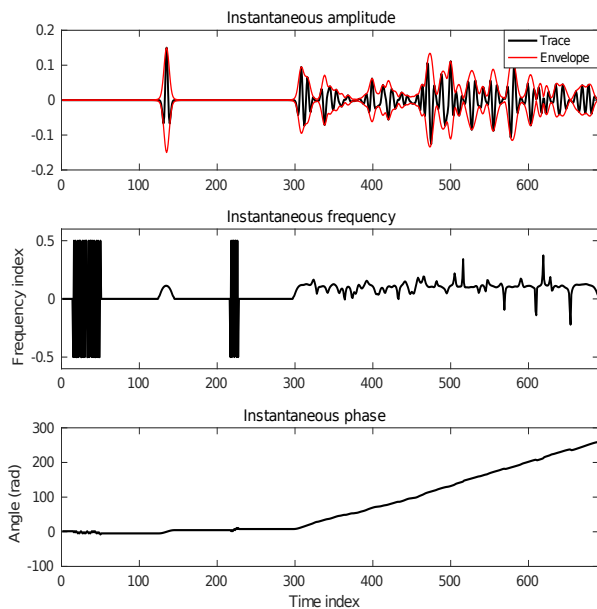 Instantaneous amplitude
0.2
0.1
0
-0.1
-0.2
Trace
Envelope
0 100 200 300 400 500 600
Instantaneous frequency
Frequency index
0.5
0
-0.5
0 100 200 300 400 500 600
Instantaneous phase
Angle (rad)
300
200
100
0
-100
0 100 200 300 400 500 600
Time index